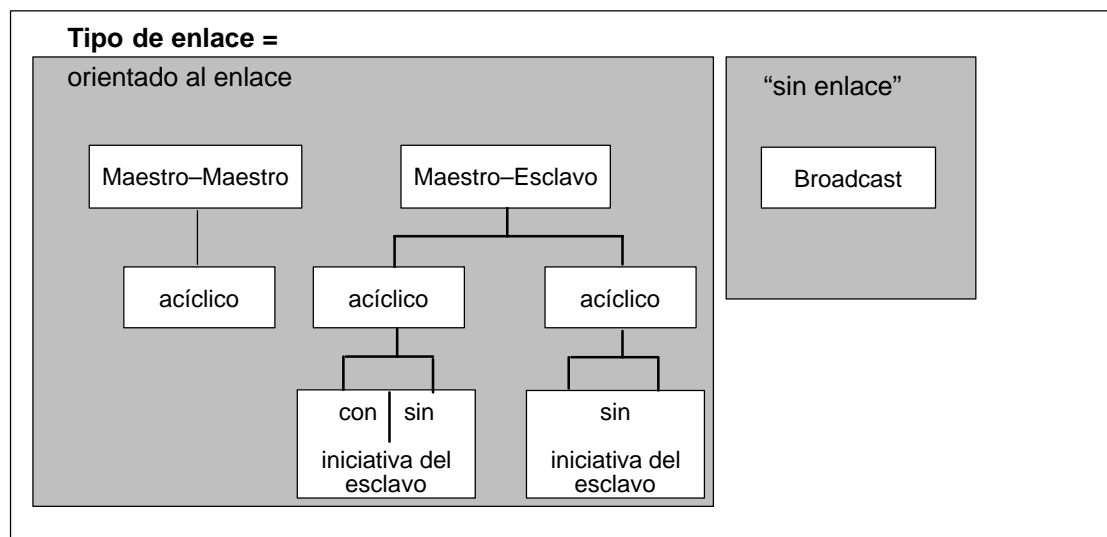 Tipo de enlace =
orientado al enlace
“sin enlace”
Maestro–Maestro
Maestro–Esclavo
Broadcast
acíclico
acíclico
acíclico
con
sin
iniciativa del
esclavo
sin
iniciativa del
esclavo